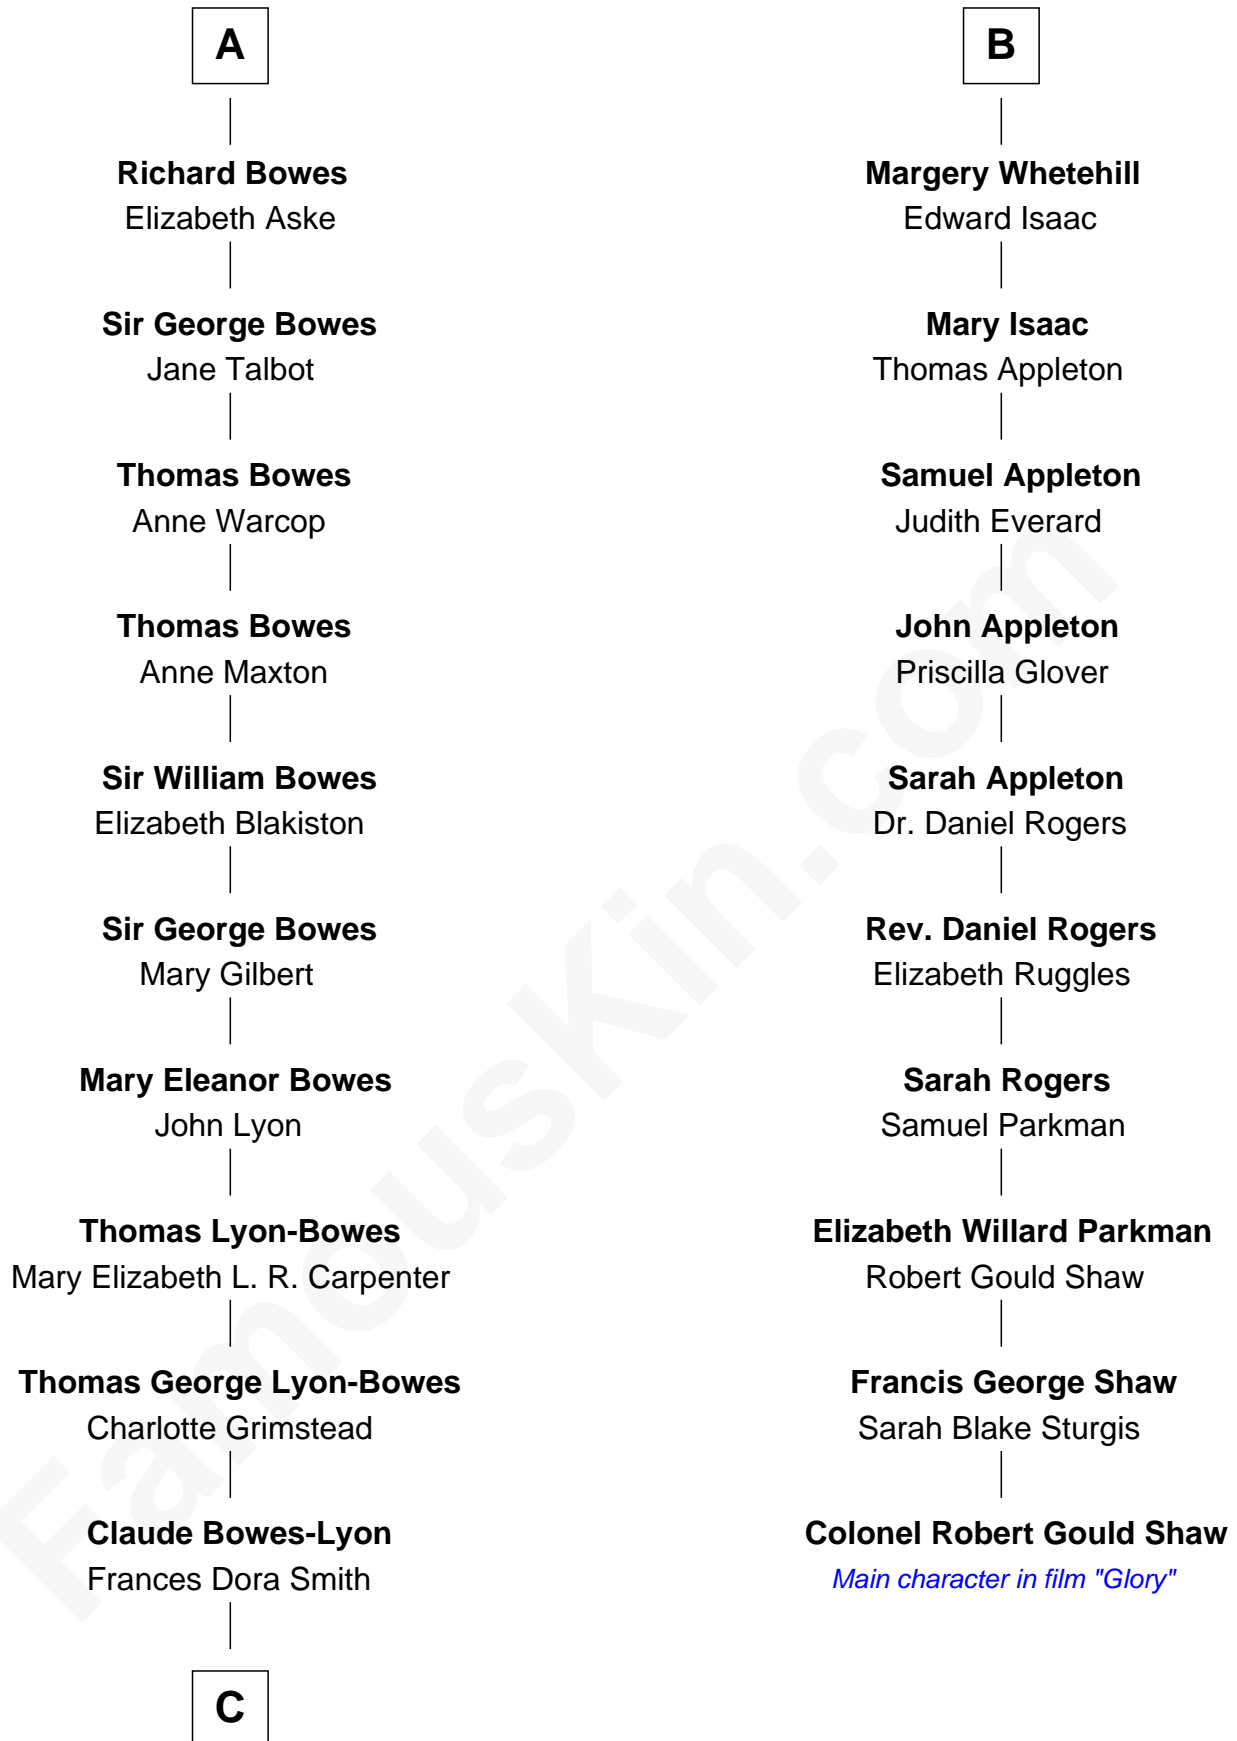 A
Richard Bowes
Elizabeth Aske
Sir George Bowes
Jane Talbot
Thomas Bowes
Anne Warcop
Thomas Bowes
Anne Maxton
Sir William Bowes
Elizabeth Blakiston
Sir George Bowes
Mary Gilbert
Mary Eleanor Bowes
John Lyon
Thomas Lyon-Bowes
Mary Elizabeth L. R. Carpenter
Thomas George Lyon-Bowes
Charlotte Grimstead
Claude Bowes-Lyon
Frances Dora Smith
C
B
Margery Whetehill
Edward Isaac
Mary Isaac
Thomas Appleton
Samuel Appleton
Judith Everard
John Appleton
Priscilla Glover
Sarah Appleton
Dr. Daniel Rogers
Rev. Daniel Rogers
Elizabeth Ruggles
Sarah Rogers
Samuel Parkman
Elizabeth Willard Parkman
Robert Gould Shaw
Francis George Shaw
Sarah Blake Sturgis
Colonel Robert Gould Shaw
Main character in film "Glory"
FamousKin.com